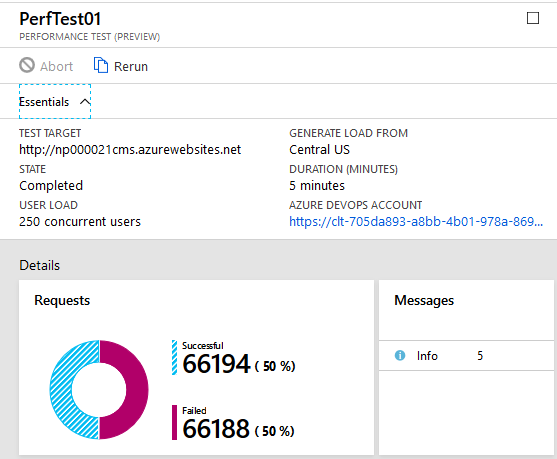 PerfTest01
PERFORMANCE TEST (PREVIEW)
Abort Rerun
Essentials
TEST TARGET
http://np000021cms.azurewebsites.net
GENERATE LOAD FROM
Central US
STATE
Completed
DURATION (MINUTES)
5 minutes
USER LOAD
250 concurrent users
AZURE DEVOPS ACCOUNT
https://clt-705da893-a8bb-4b01-978a-869...
Details
Requests
Successful
66194 ( 50 %)
Failed
66188 ( 50 %)
Messages
Info 5